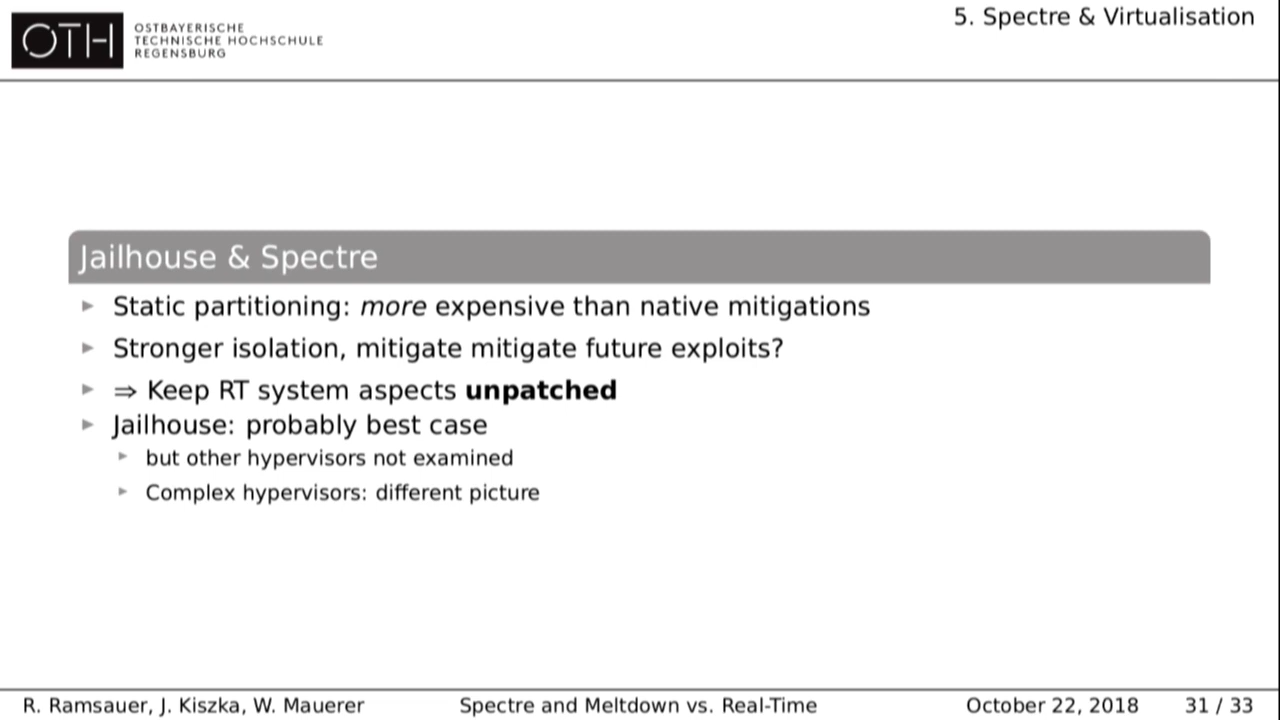 OTH
OSTBAYERISCHE
TECHNISCHE HOCHSCHULE
REGENSBURG
5. Spectre & Virtualisation
Jailhouse & Spectre
Static partitioning: more expensive than native mitigations
Stronger isolation, mitigate mitigate future exploits?
⇒ Keep RT system aspects unpatched
Jailhouse: probably best case
but other hypervisors not examined
Complex hypervisors: different picture
R. Ramsauer, J. Kiszka, W. Mauerer
Spectre and Meltdown vs. Real-Time
October 22, 2018
31 / 33